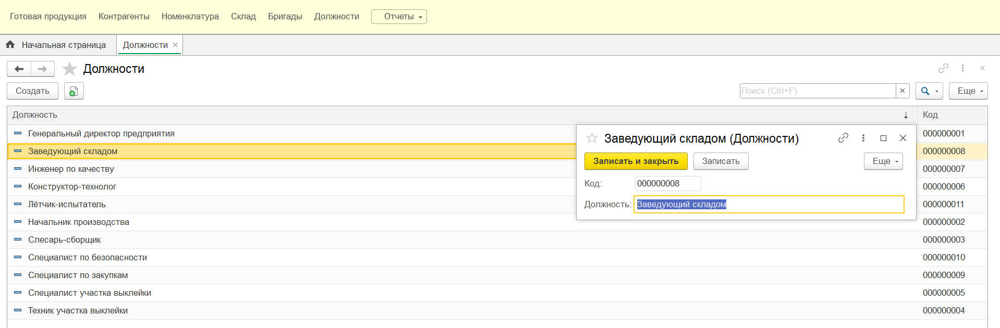 Готовая продукция Контрагенты Номенклатура Склад Бригады Должности Отчеты
Начальная страница Должности
Должности
Создать Поиск (Ctrl+F) Еще
Должность Код
Генеральный директор предприятия 000000001
Заведующий складом 000000008
Инженер по качеству 000000007
Конструктор-технолог 000000006
Лётчик-испытатель 000000011
Начальник производства 000000002
Слесарь-сборщик 000000003
Специалист по безопасности 000000010
Специалист по закупкам 000000009
Специалист участка выклейки 000000005
Техник участка выклейки 000000004
Заведующий складом (Должности)
Записать и закрыть Записать Еще
Код: 000000008
Должность: Заведующий складом